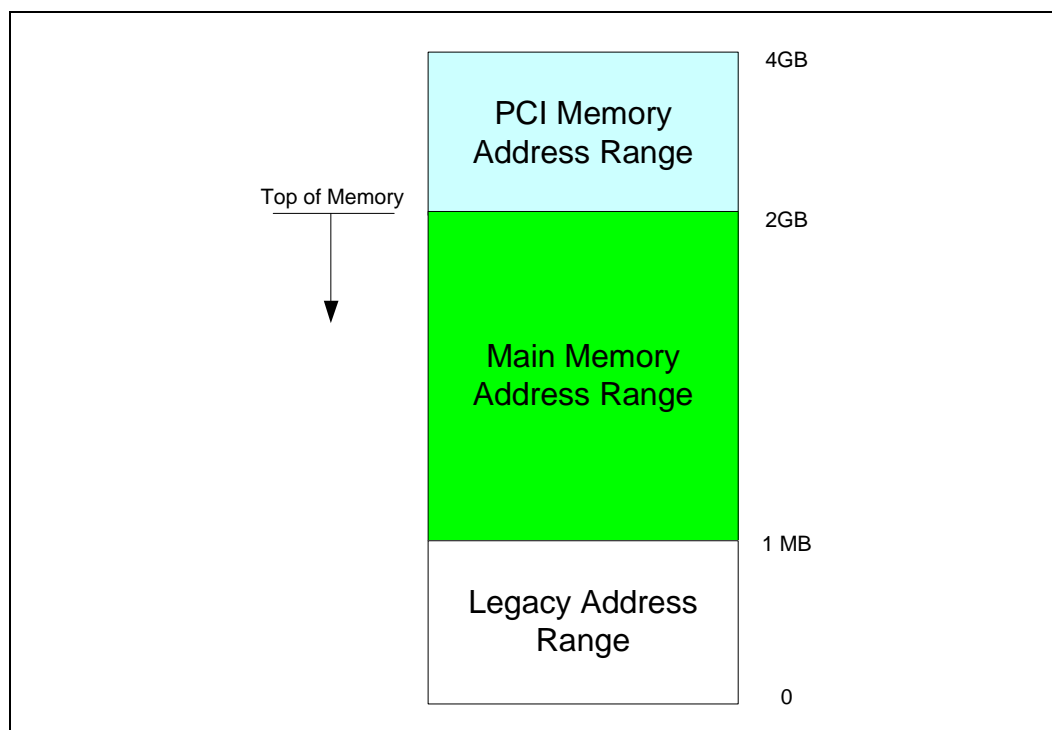 4GB
PCI Memory
Address Range
Top of Memory
2GB
Main Memory
Address Range
1 MB
Legacy Address
Range
0